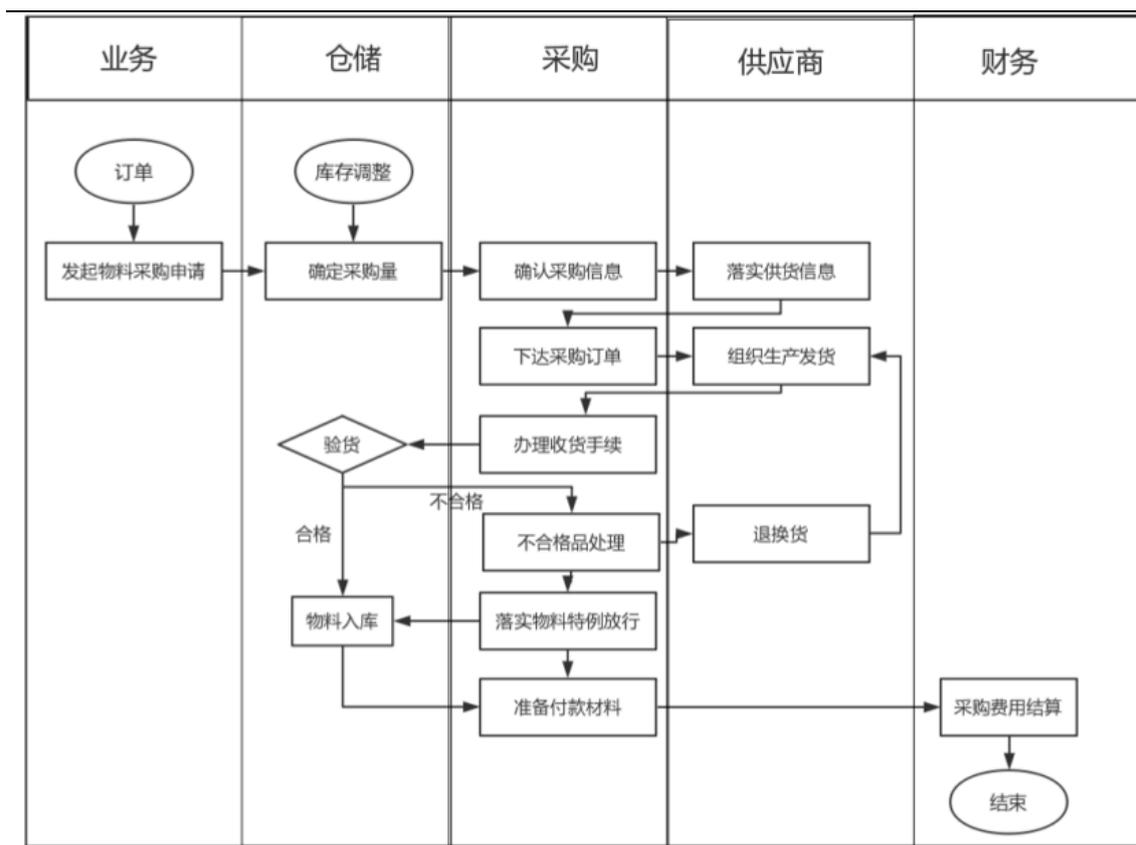 业务
仓储
采购
供应商
财务
订单
库存调整
发起物料采购申请
确定采购量
确认采购信息
落实供货信息
下达采购订单
组织生产发货
验货
办理收货手续
不合格
合格
不合格品处理
退换货
物料入库
落实物料特例放行
准备付款材料
采购费用结算
结束